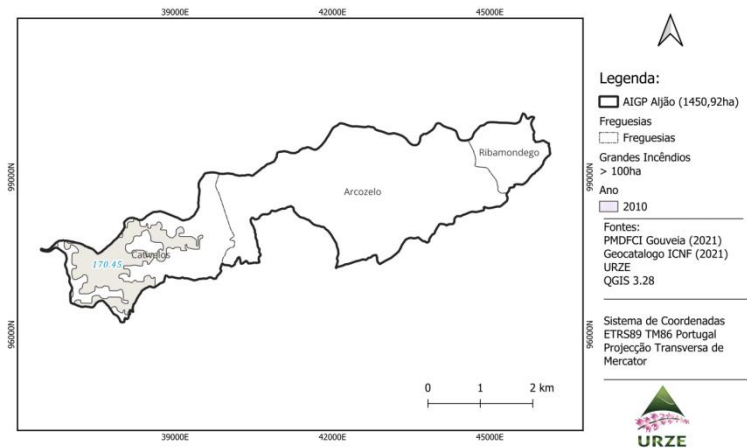 39000E
42000E
45000E
99000N
99000N
96000N
96000N
Ribamondego
Arcozelo
170.45
0 1 2 km
39000E
42000E
45000E
Legenda:
AIGP Aljão (1450,92ha)
Freguesias
Freguesias
Grandes Incêndios
> 100ha
Ano
2010
Fontes:
PMDFCI Gouveia (2021)
Geocatalogo ICNF (2021)
URZE
QGIS 3.28
Sistema de Coordenadas
ETRS89 TM86 Portugal
Projecção Transversa de
Mercator
URZE